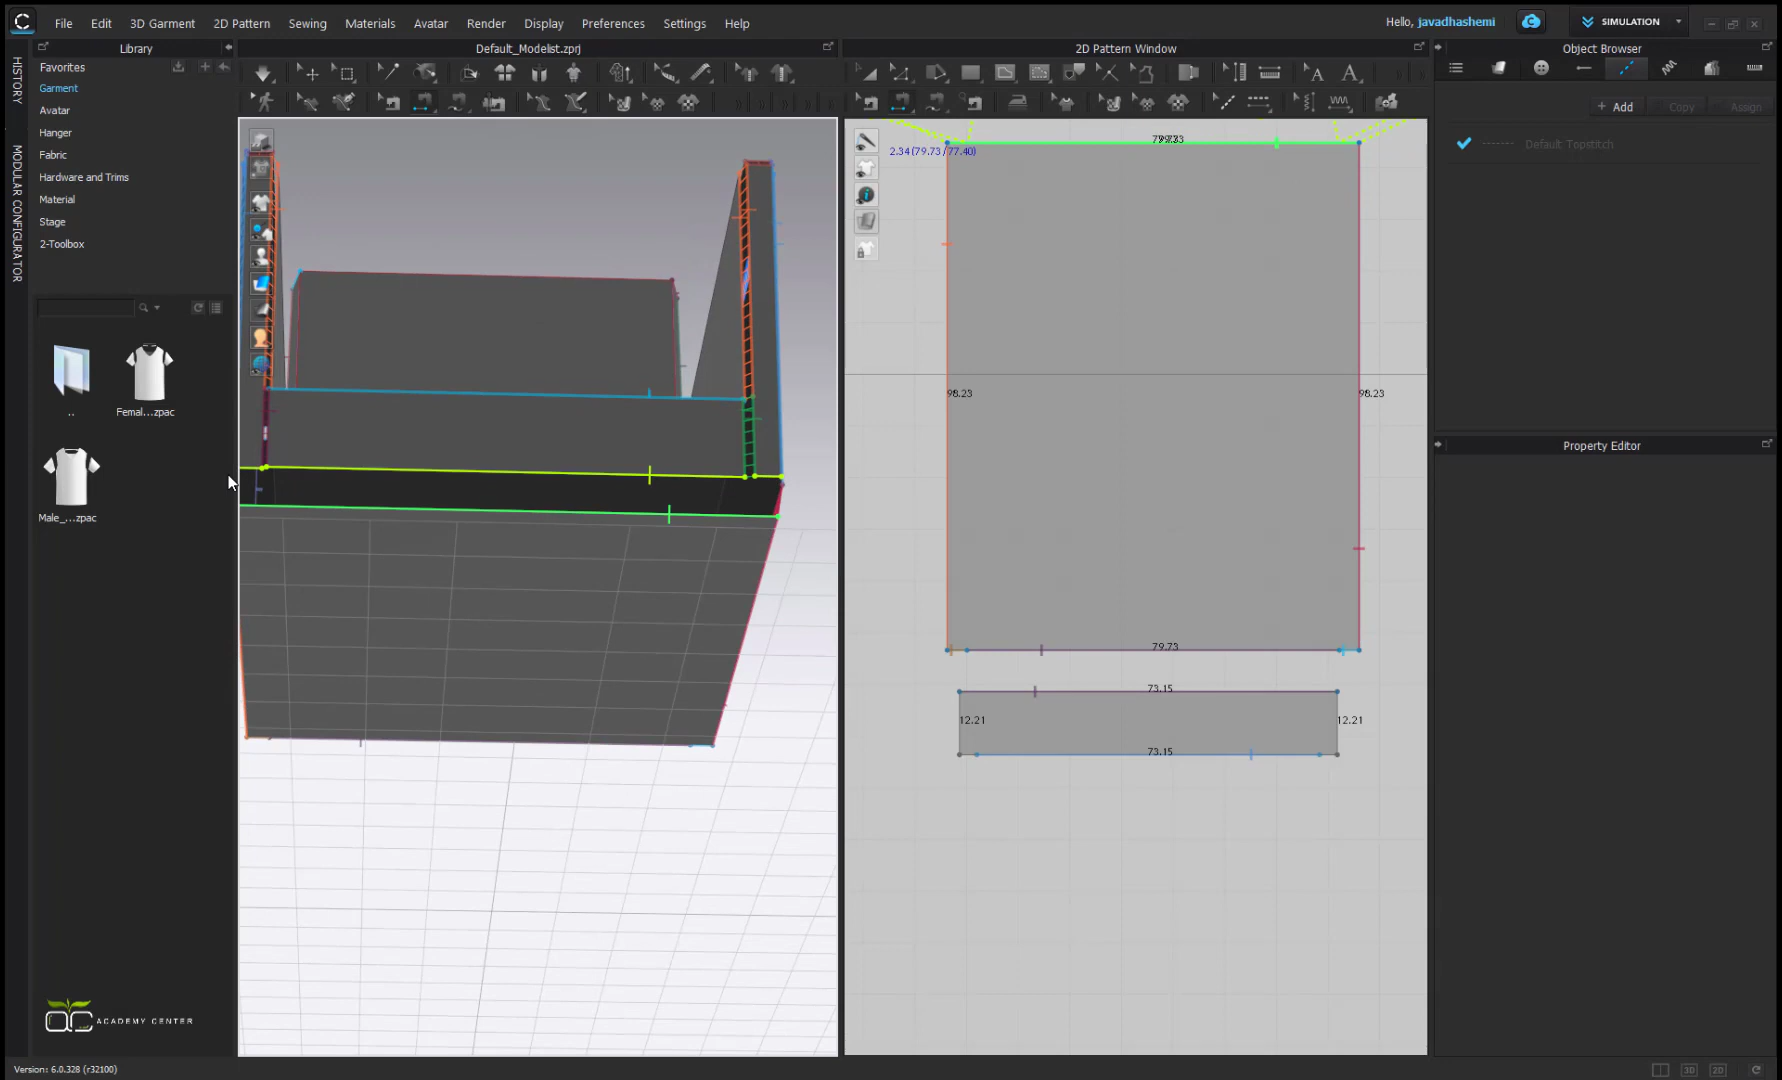 File Edit 3D Garment 2D Pattern Sewing Materials Avatar Render Display Preferences Settings Help
Hello, javadhashemi
SIMULATION
HISTORY
MODULAR CONFIGURATOR
Library
Default_Modelist.zprj
2D Pattern Window
Object Browser
Favorites
Garment
Avatar
Hanger
Fabric
Hardware and Trims
Material
Stage
2-Toolbox
..
Femal...zpac
Male_...zpac
ACADEMY CENTER
2.34 (79.73 / 77.40)
98.23
98.23
79.73
73.15
12.21
12.21
73.15
+ Add Copy Assign
Default Topstitch
Property Editor
Version: 6.0.328 (r32100)
3D
2D